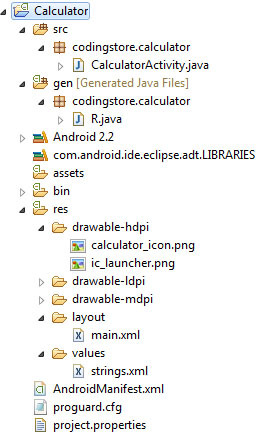 Calculator
src
codingstore.calculator
CalculatorActivity.java
gen [Generated Java Files]
codingstore.calculator
R.java
Android 2.2
com.android.ide.eclipse.adt.LIBRARIES
assets
bin
res
drawable-hdpi
calculator_icon.png
ic_launcher.png
drawable-ldpi
drawable-mdpi
layout
main.xml
values
strings.xml
AndroidManifest.xml
proguard.cfg
project.properties